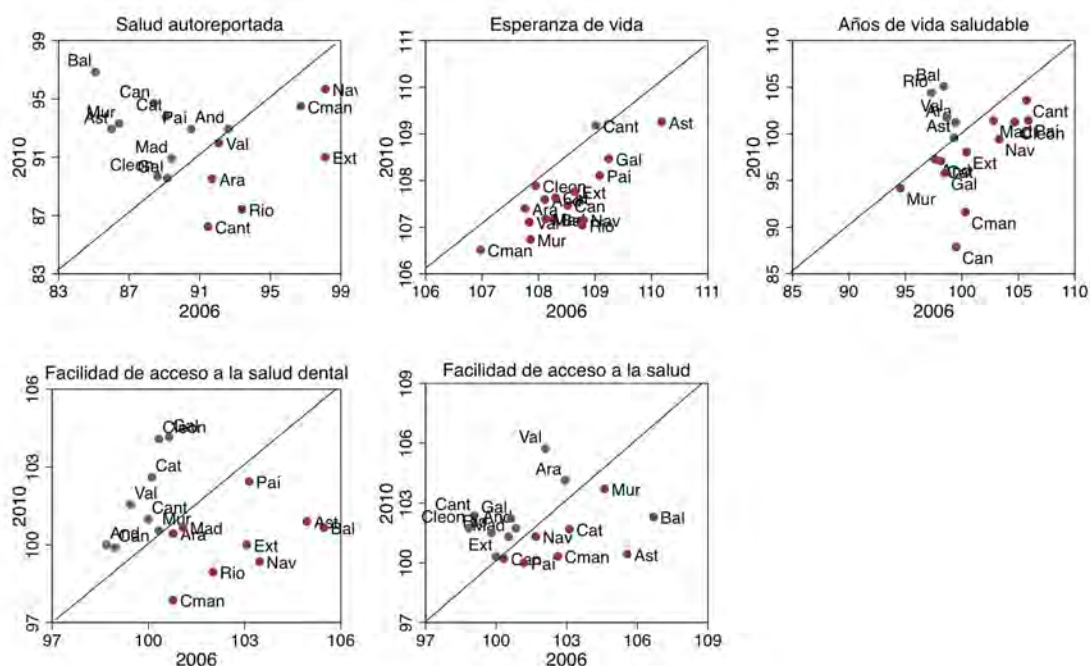 Salud autoreportada
99
95
91
87
83
2010
Bal
Can
Cat
Mur
Ast
Pai
And
Mad
Cleon
Gal
Val
Ara
Rio
Cant
Nav
Cman
Ext
83
87
91
95
99
2006
Esperanza de vida
111
110
109
108
107
106
2010
Cant
Ast
Gal
Pai
Cleon
Ext
Can
Ara
Val
Nav
Rio
Mur
Cman
106
107
108
109
110
111
2006
Años de vida saludable
110
105
100
95
90
85
2010
Bal
Rio
Val
Ara
Ast
Cant
Mad
Pai
Cleon
Nav
Ext
Cat
Gal
Mur
Cman
Can
85
90
95
100
105
110
2006
Facilidad de acceso a la salud dental
106
103
100
97
2010
Gal
Cleon
Cat
Val
Cant
Mur
And
Can
Mad
Ara
Paí
Ast
Bal
Ext
Nav
Rio
Cman
97
100
103
106
2006
Facilidad de acceso a la salud
109
106
103
100
97
2010
Val
Ara
Mur
Bal
Cant
Gal
And
Cleon
Mad
Ext
Nav
Cat
Can
Pai
Cman
Ast
97
100
103
106
109
2006